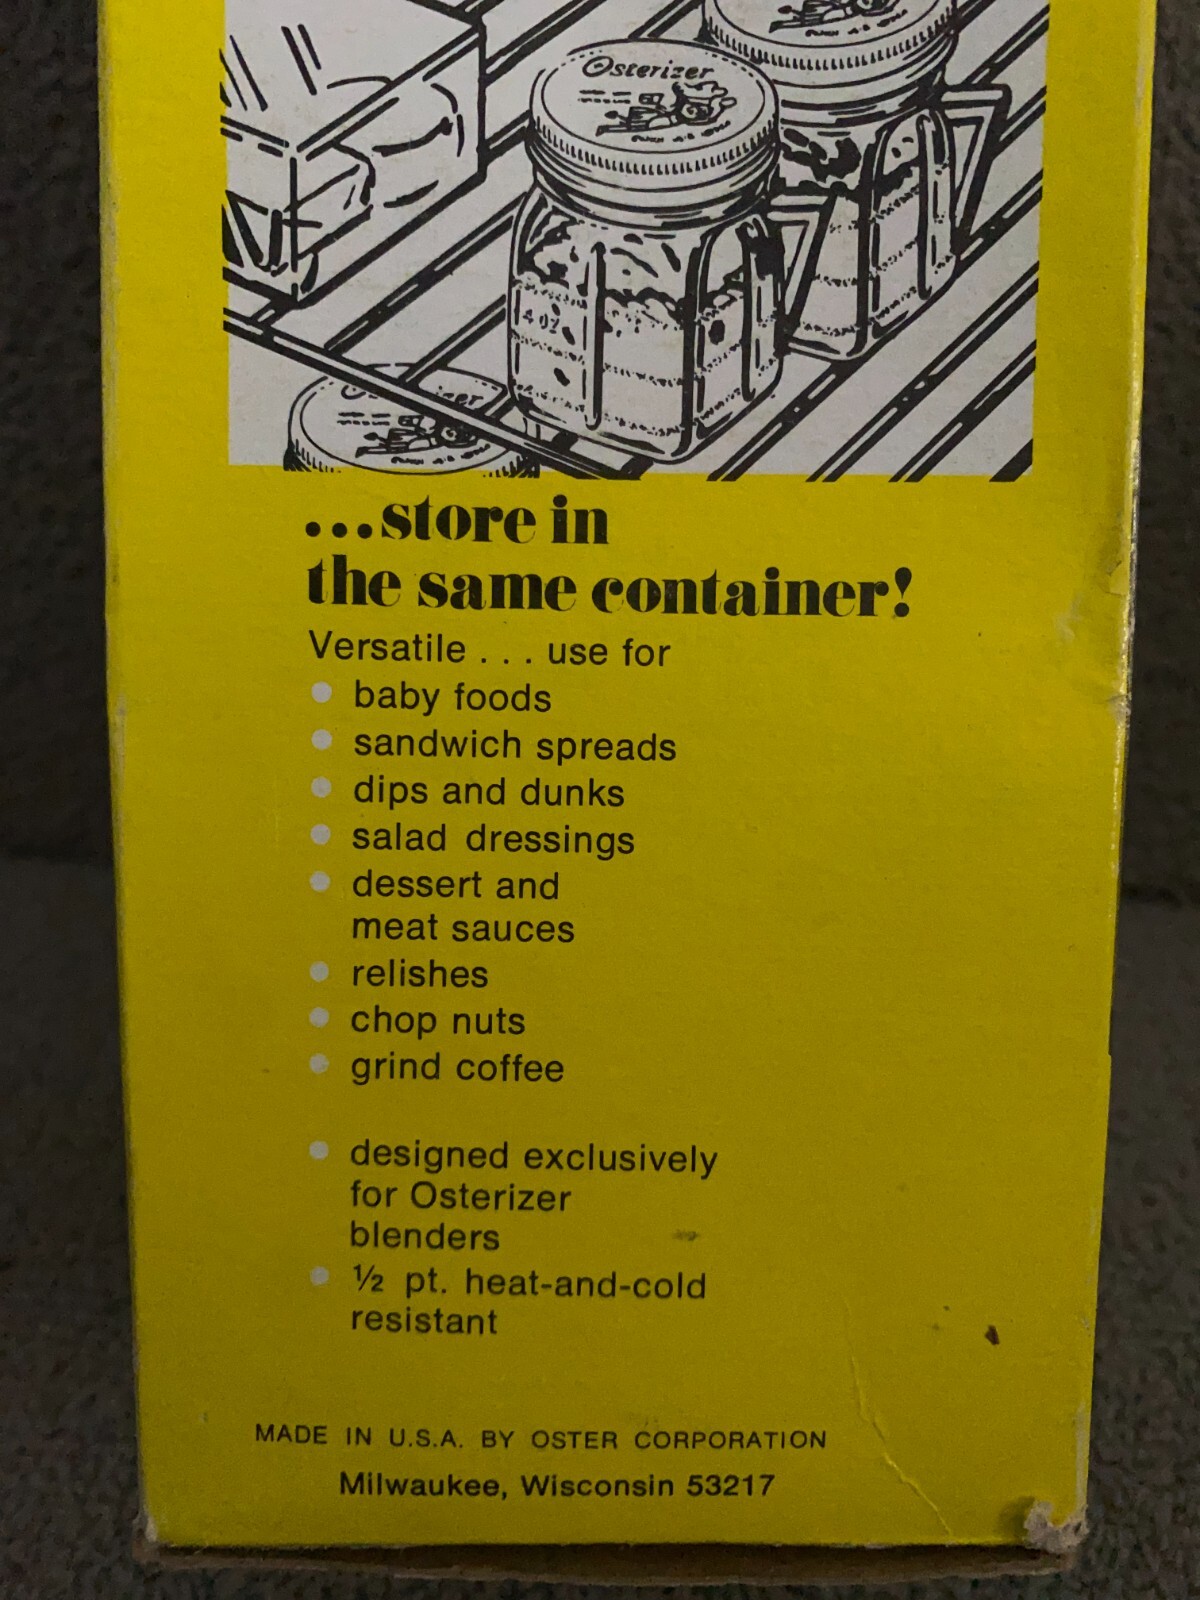 Osterizer
4 oz
...store in
the same container!
Versatile . . . use for
● baby foods
● sandwich spreads
● dips and dunks
● salad dressings
● dessert and
meat sauces
● relishes
● chop nuts
● grind coffee
● designed exclusively
for Osterizer
blenders
● ½ pt. heat-and-cold
resistant
MADE IN U.S.A. BY OSTER CORPORATION
Milwaukee, Wisconsin 53217